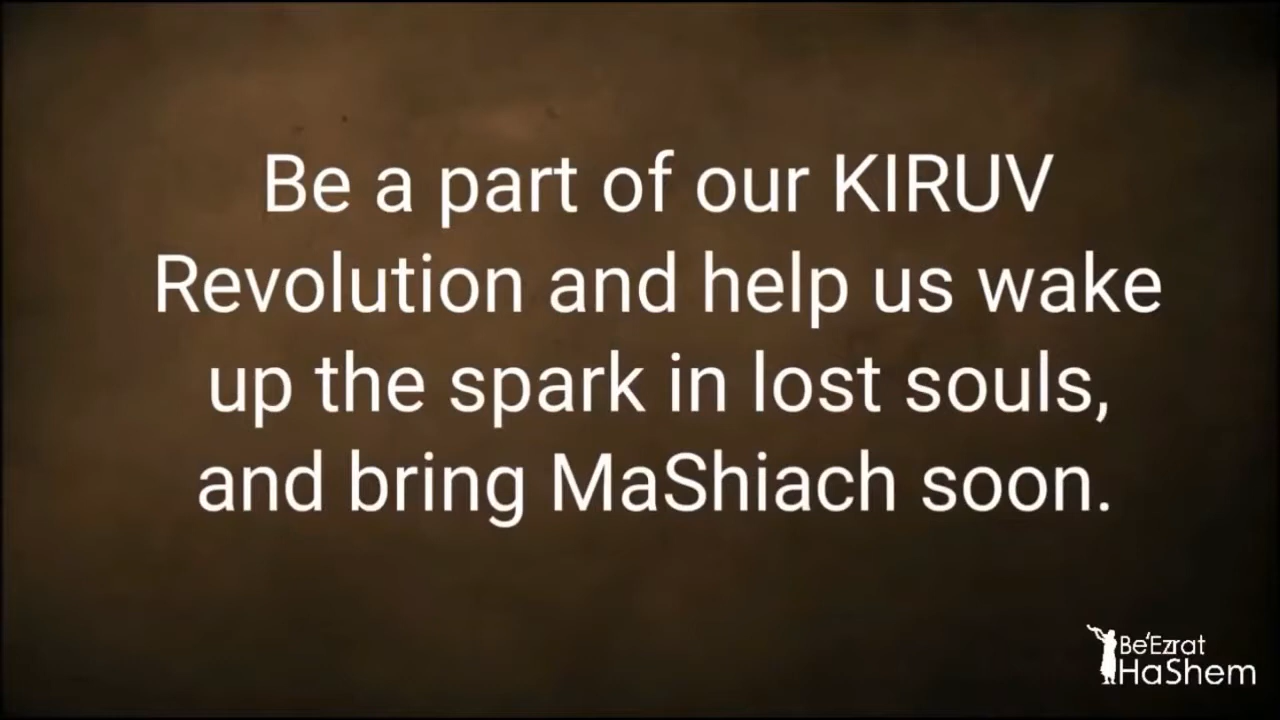 Be a part of our KIRUV
Revolution and help us wake
up the spark in lost souls,
and bring MaShiach soon.
Be'Ezrat
HaShem